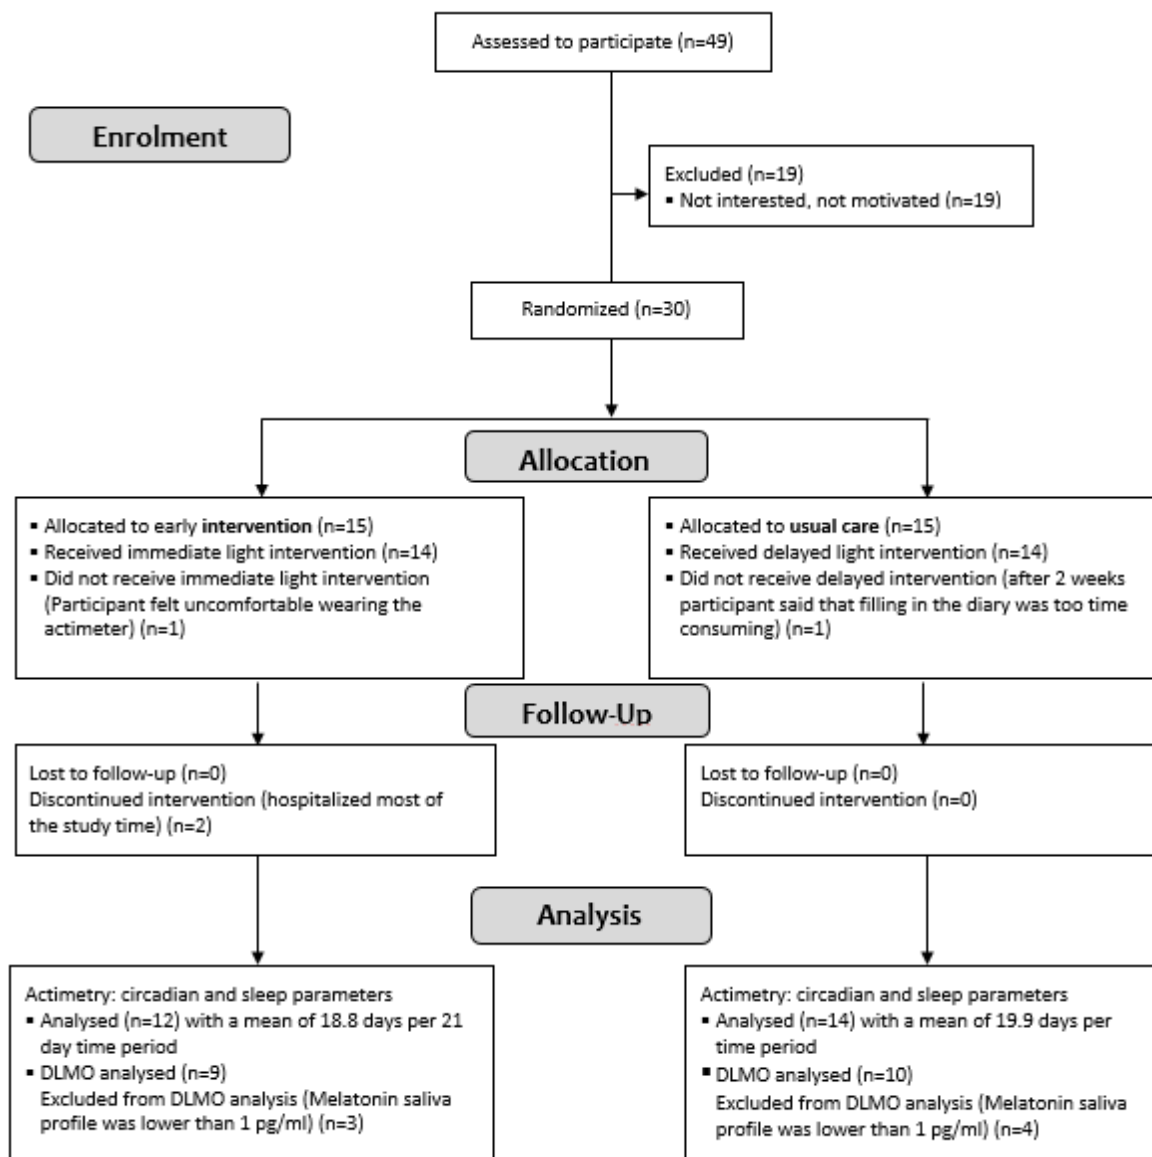 Assessed to participate (n=49)
Enrolment
Excluded (n=19)
▪ Not interested, not motivated (n=19)
Randomized (n=30)
Allocation
▪ Allocated to early intervention (n=15)
▪ Received immediate light intervention (n=14)
▪ Did not receive immediate light intervention
(Participant felt uncomfortable wearing the
actimeter) (n=1)
▪ Allocated to usual care (n=15)
▪ Received delayed light intervention (n=14)
▪ Did not receive delayed intervention (after 2 weeks
participant said that filling in the diary was too time
consuming) (n=1)
Follow-Up
Lost to follow-up (n=0)
Discontinued intervention (hospitalized most of
the study time) (n=2)
Lost to follow-up (n=0)
Discontinued intervention (n=0)
Analysis
Actimetry: circadian and sleep parameters
▪ Analysed (n=12) with a mean of 18.8 days per 21
day time period
▪ DLMO analysed (n=9)
Excluded from DLMO analysis (Melatonin saliva
profile was lower than 1 pg/ml) (n=3)
Actimetry: circadian and sleep parameters
▪ Analysed (n=14) with a mean of 19.9 days per
time period
▪ DLMO analysed (n=10)
Excluded from DLMO analysis (Melatonin saliva
profile was lower than 1 pg/ml) (n=4)